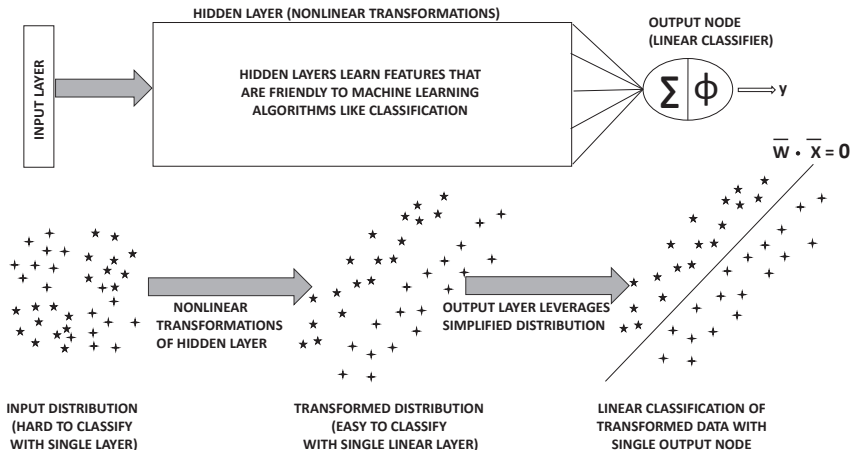 HIDDEN LAYER (NONLINEAR TRANSFORMATIONS)
OUTPUT NODE
(LINEAR CLASSIFIER)
INPUT LAYER
HIDDEN LAYERS LEARN FEATURES THAT
ARE FRIENDLY TO MACHINE LEARNING
ALGORITHMS LIKE CLASSIFICATION
∑ ϕ
y
W̅ · X̅ = 0
NONLINEAR
TRANSFORMATIONS
OF HIDDEN LAYER
OUTPUT LAYER LEVERAGES
SIMPLIFIED DISTRIBUTION
INPUT DISTRIBUTION
(HARD TO CLASSIFY
WITH SINGLE LAYER)
TRANSFORMED DISTRIBUTION
(EASY TO CLASSIFY
WITH SINGLE LINEAR LAYER)
LINEAR CLASSIFICATION OF
TRANSFORMED DATA WITH
SINGLE OUTPUT NODE